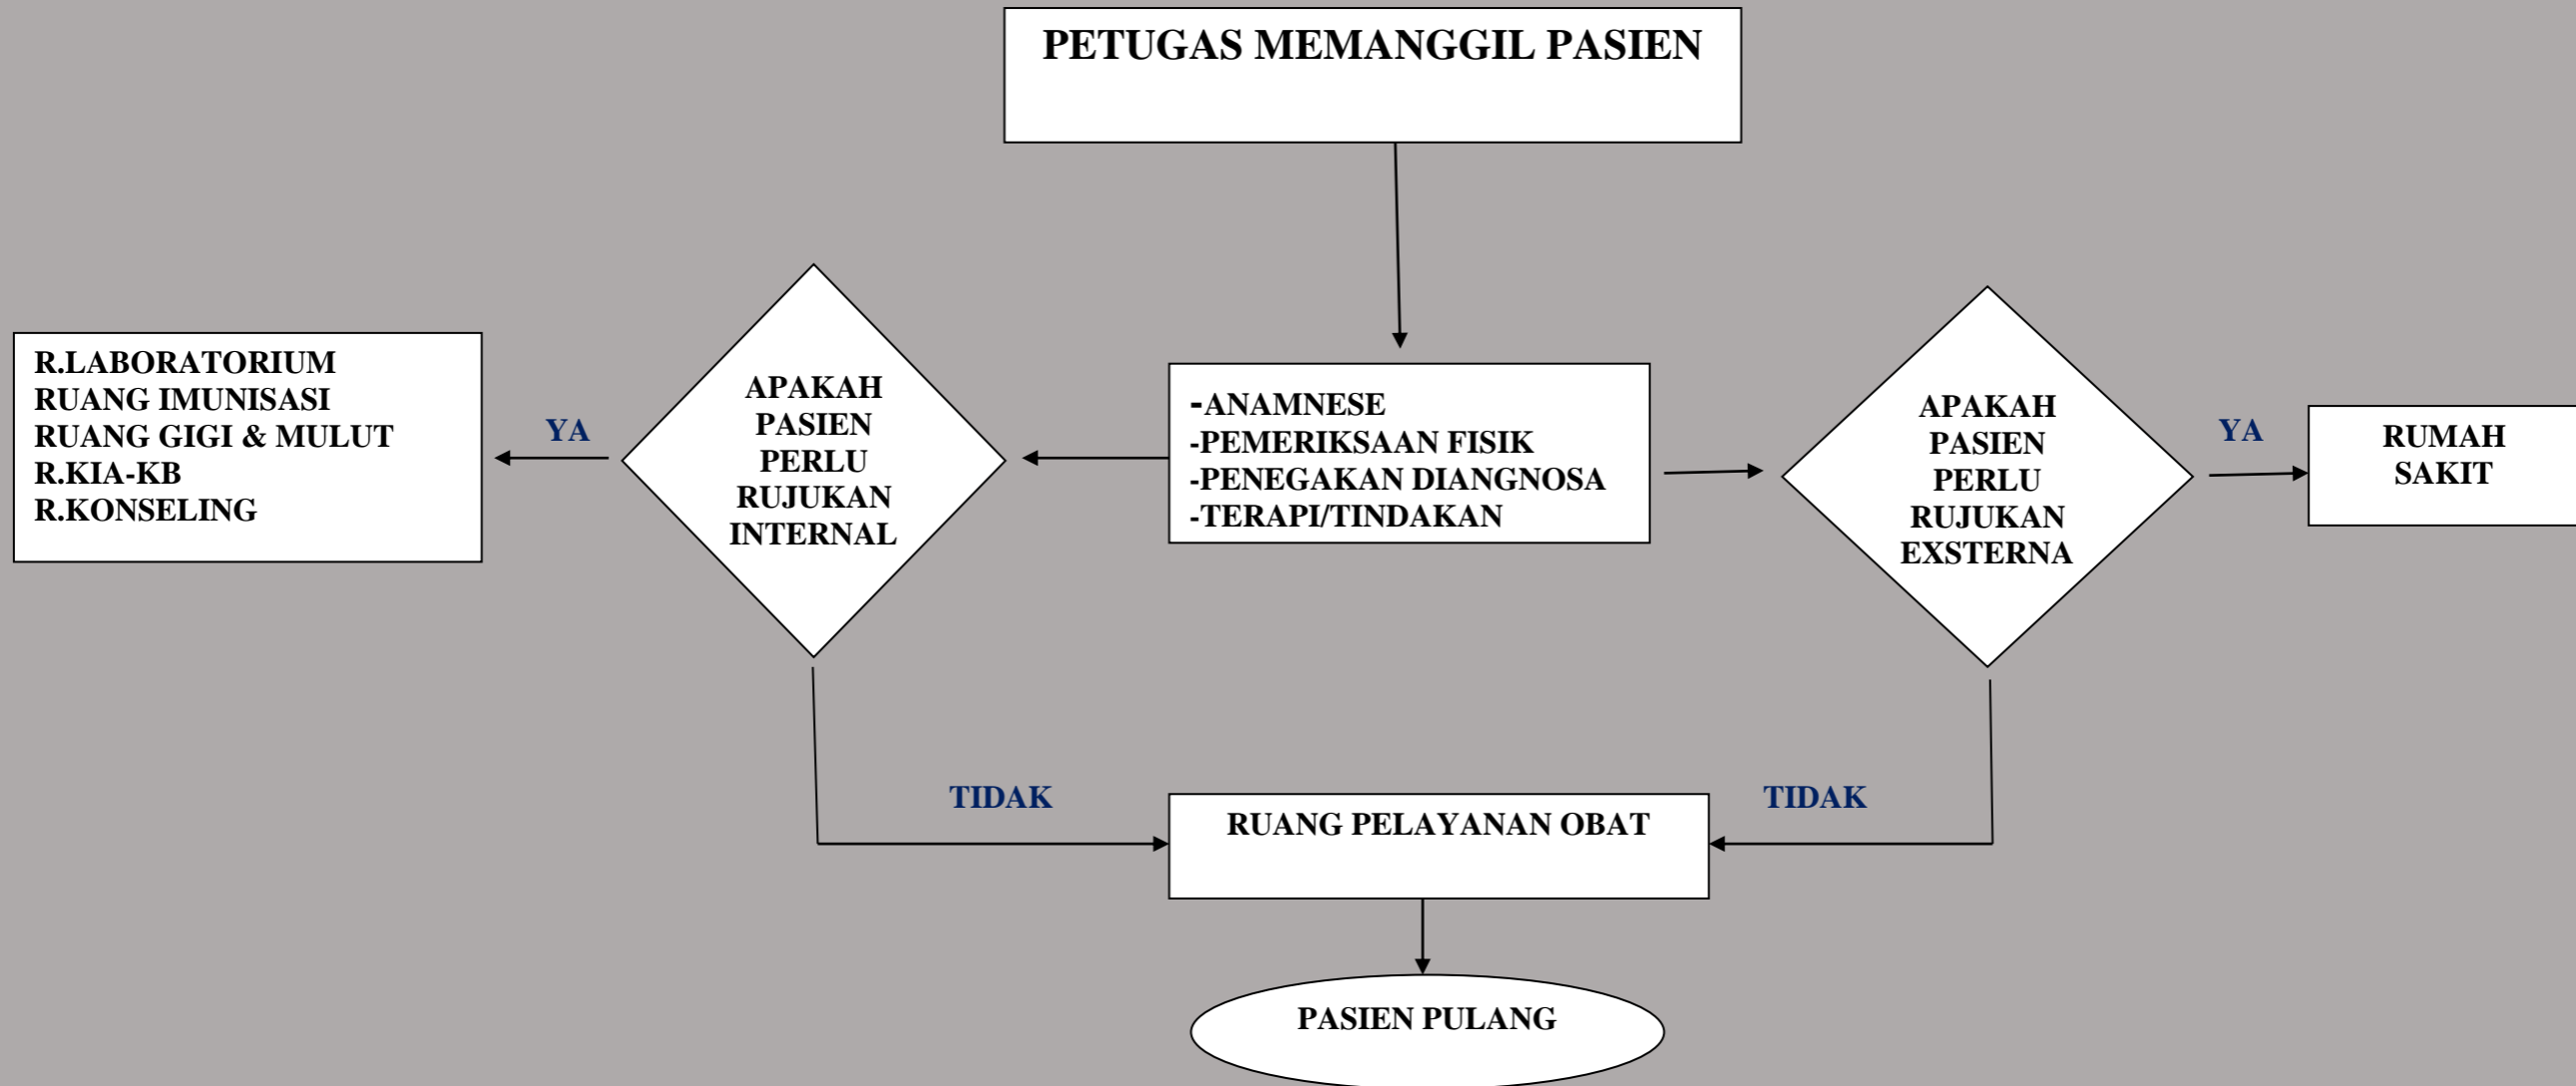 PETUGAS MEMANGGIL PASIEN
R.LABORATORIUM
RUANG IMUNISASI
RUANG GIGI & MULUT
R.KIA-KB
R.KONSELING
YA
APAKAH
PASIEN
PERLU
RUJUKAN
INTERNAL
-ANAMNESE
-PEMERIKSAAN FISIK
-PENEGAKAN DIANGNOSA
-TERAPI/TINDAKAN
APAKAH
PASIEN
PERLU
RUJUKAN
EXSTERNA
YA
RUMAH
SAKIT
TIDAK
RUANG PELAYANAN OBAT
TIDAK
PASIEN PULANG